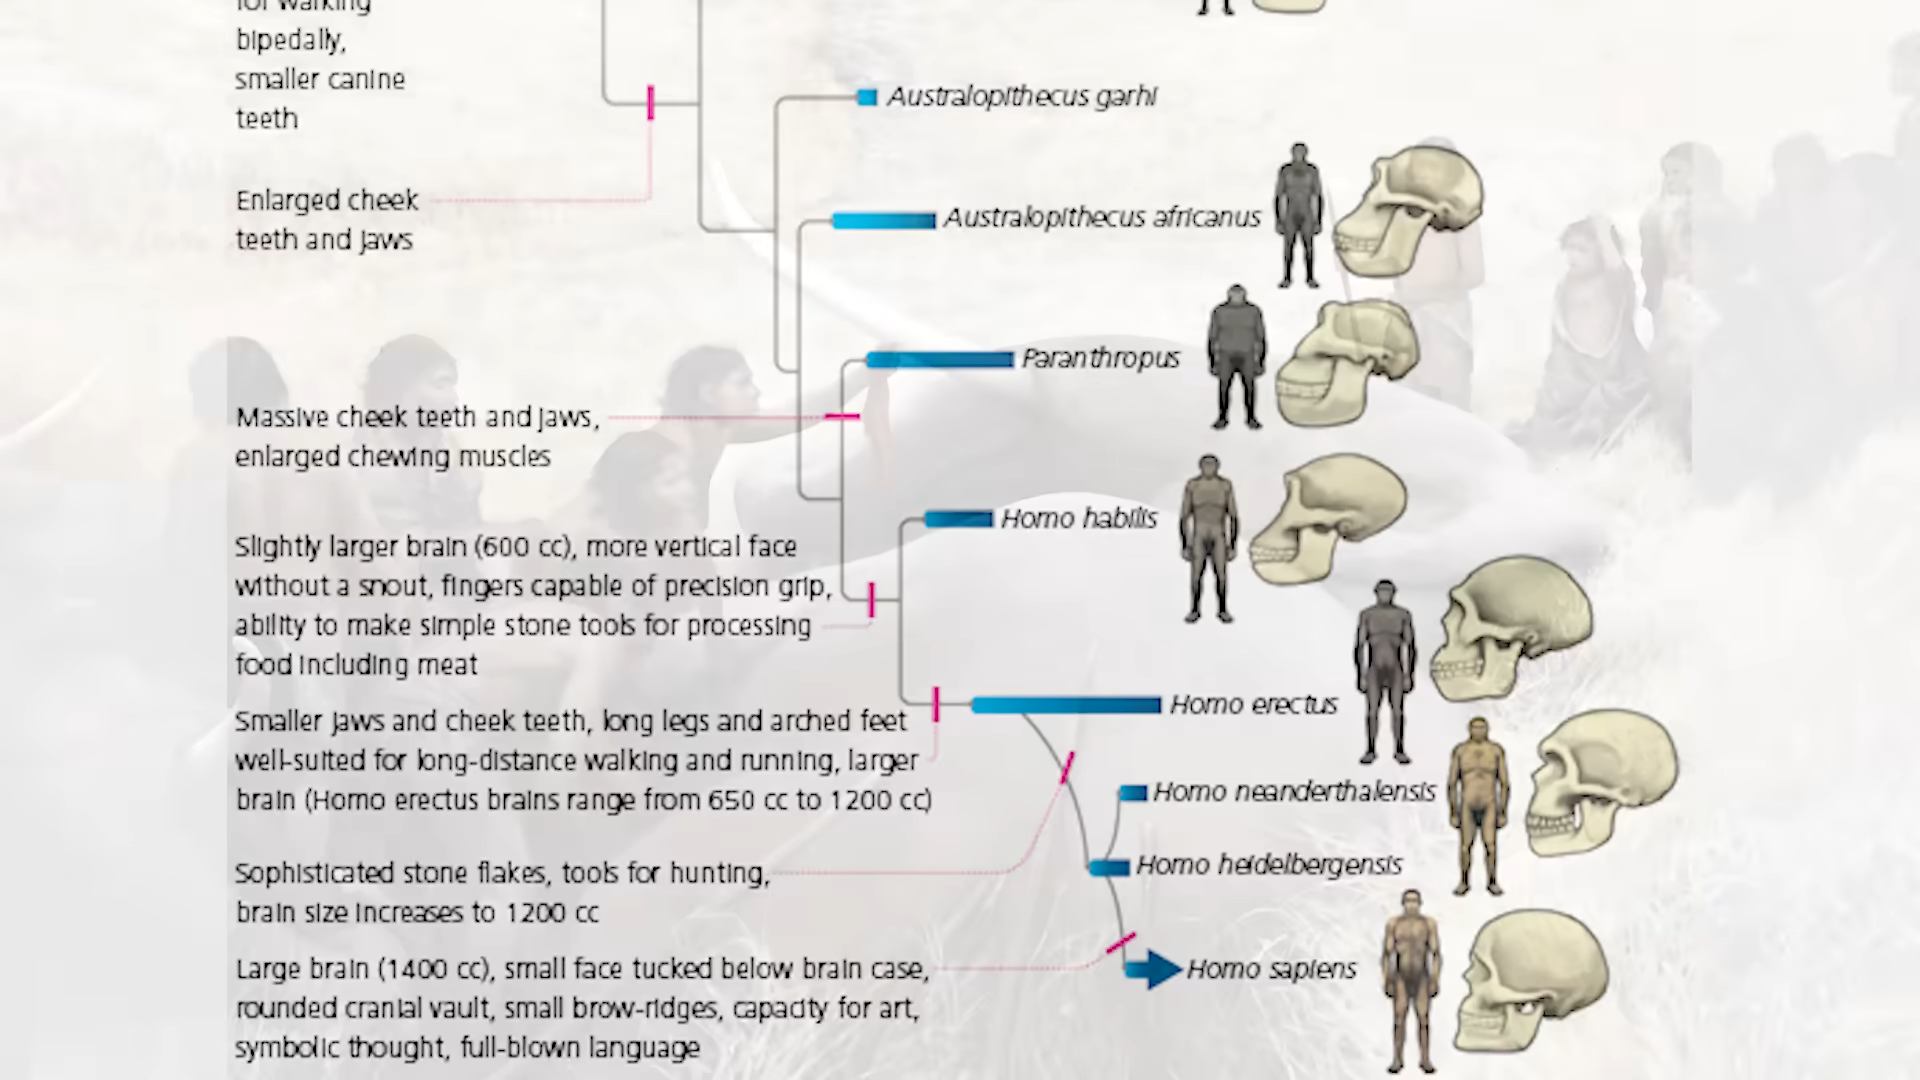 for walking
bipedally,
smaller canine
teeth
Australopithecus garhi
Enlarged cheek
teeth and jaws
Australopithecus africanus
Paranthropus
Massive cheek teeth and jaws,
enlarged chewing muscles
Homo habilis
Slightly larger brain (600 cc), more vertical face
without a snout, fingers capable of precision grip,
ability to make simple stone tools for processing
food including meat
Homo erectus
Smaller jaws and cheek teeth, long legs and arched feet
well-suited for long-distance walking and running, larger
brain (Homo erectus brains range from 650 cc to 1200 cc)
Homo neanderthalensis
Homo heidelbergensis
Sophisticated stone flakes, tools for hunting,
brain size increases to 1200 cc
Homo sapiens
Large brain (1400 cc), small face tucked below brain case,
rounded cranial vault, small brow-ridges, capacity for art,
symbolic thought, full-blown language